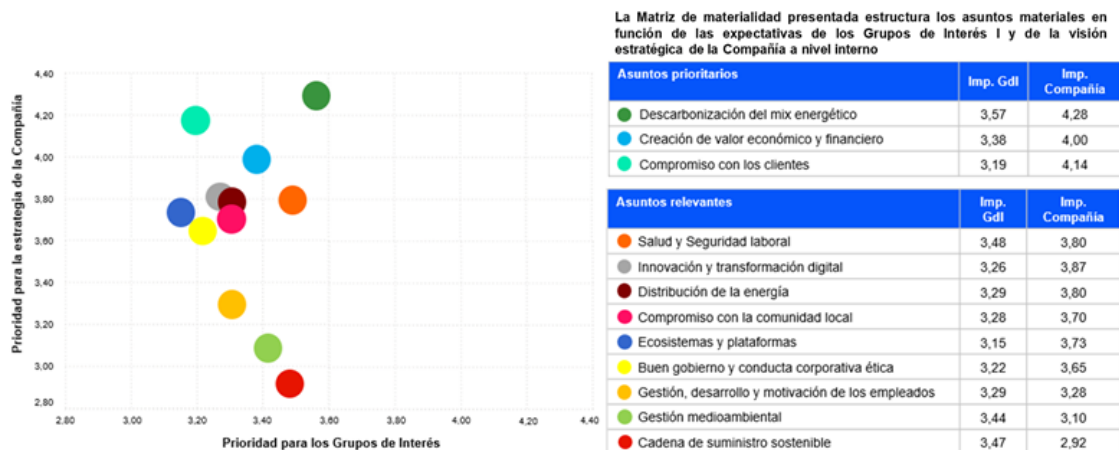 La Matriz de materialidad presentada estructura los asuntos materiales en
función de las expectativas de los Grupos de Interés I y de la visión
estratégica de la Compañía a nivel interno
Prioridad para la estrategia de la Compañía
4,40
4,20
4,00
3,80
3,60
3,40
3,20
3,00
2,80
2,80 3,00 3,20 3,40 3,60 3,80 4,00 4,20 4,40
Prioridad para los Grupos de Interés
Asuntos prioritarios Imp. GdI Imp. Compañía
Descarbonización del mix energético 3,57 4,28
Creación de valor económico y financiero 3,38 4,00
Compromiso con los clientes 3,19 4,14
Asuntos relevantes Imp. GdI Imp. Compañía
Salud y Seguridad laboral 3,48 3,80
Innovación y transformación digital 3,26 3,87
Distribución de la energía 3,29 3,80
Compromiso con la comunidad local 3,28 3,70
Ecosistemas y plataformas 3,15 3,73
Buen gobierno y conducta corporativa ética 3,22 3,65
Gestión, desarrollo y motivación de los empleados 3,29 3,28
Gestión medioambiental 3,44 3,10
Cadena de suministro sostenible 3,47 2,92